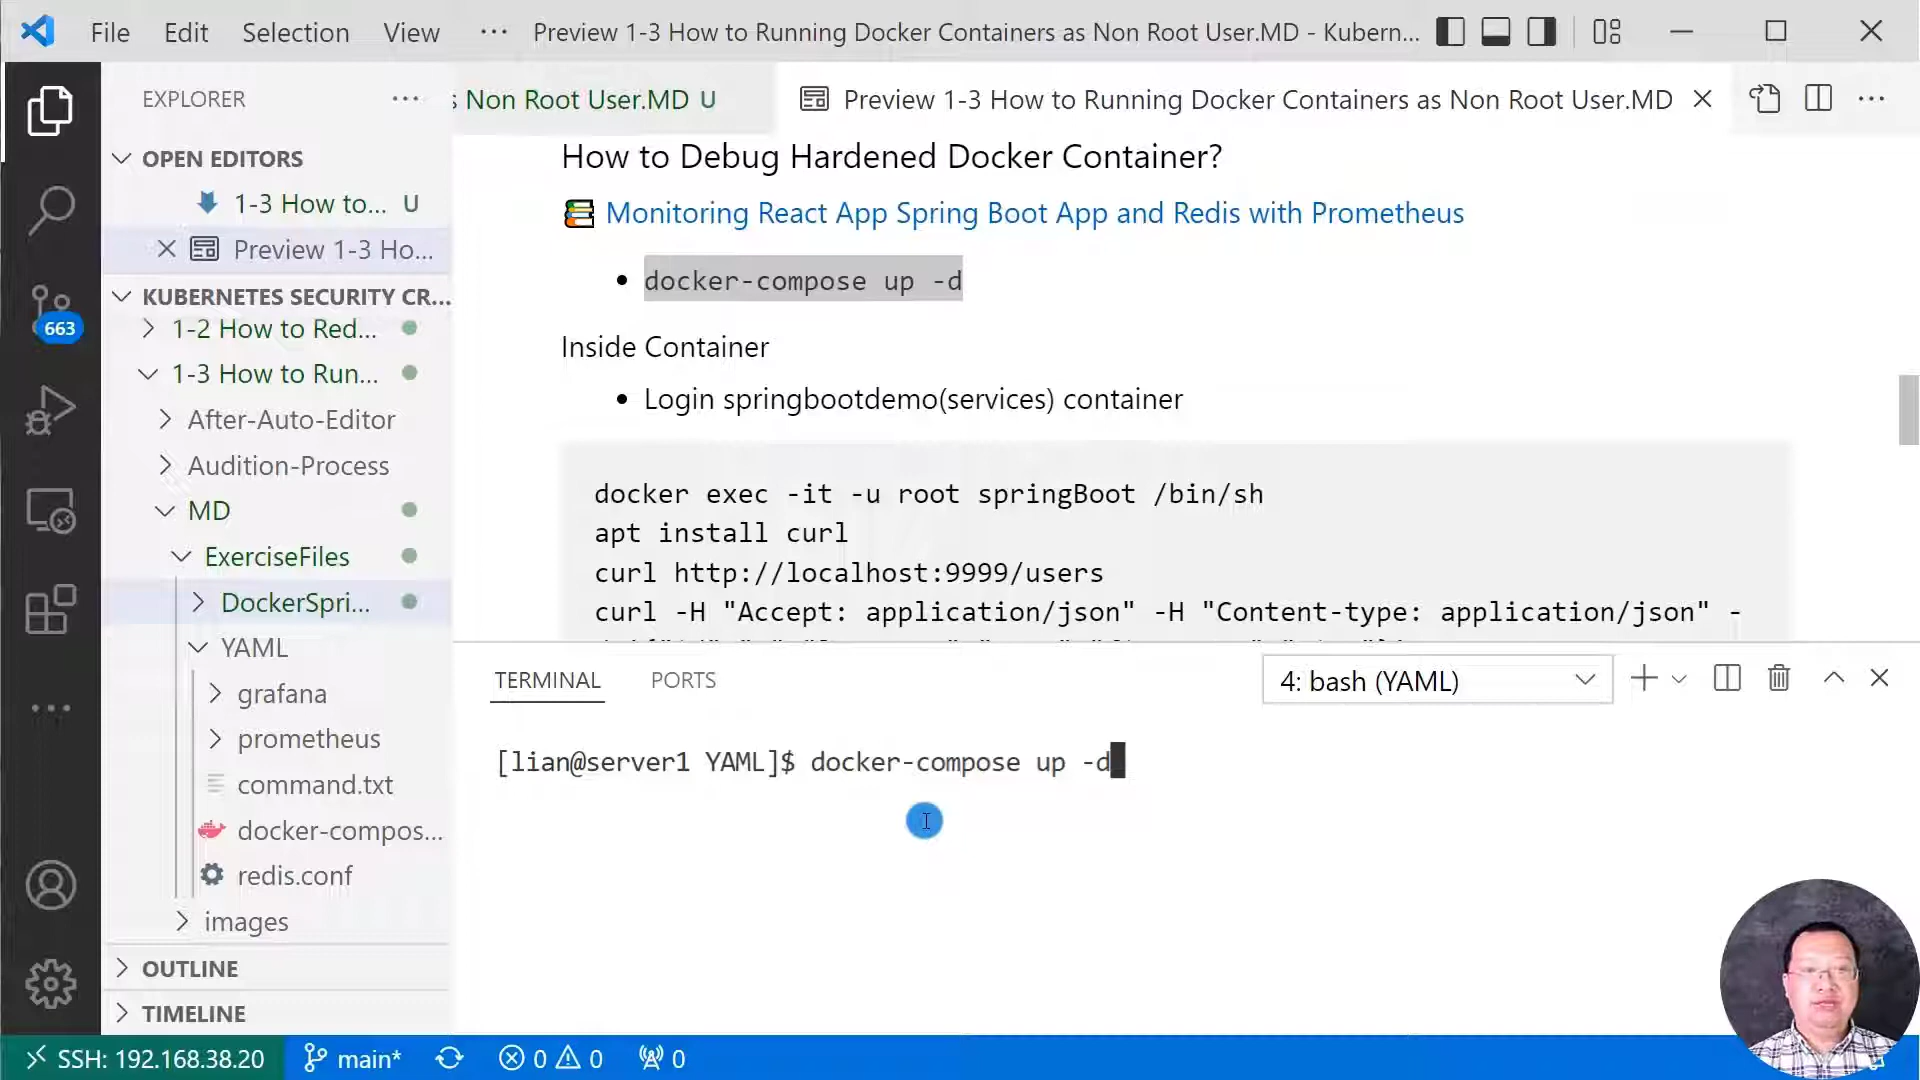 File Edit Selection View ··· Preview 1-3 How to Running Docker Containers as Non Root User.MD - Kubern...
EXPLORER ···
s Non Root User.MD U
Preview 1-3 How to Running Docker Containers as Non Root User.MD
OPEN EDITORS
1-3 How to... U
Preview 1-3 Ho...
KUBERNETES SECURITY CR...
1-2 How to Red...
1-3 How to Run...
After-Auto-Editor
Audition-Process
MD
ExerciseFiles
DockerSpri...
YAML
grafana
prometheus
command.txt
docker-compos...
redis.conf
images
OUTLINE
TIMELINE
663
How to Debug Hardened Docker Container?
Monitoring React App Spring Boot App and Redis with Prometheus
• docker-compose up -d
Inside Container
• Login springbootdemo(services) container
docker exec -it -u root springBoot /bin/sh
apt install curl
curl http://localhost:9999/users
curl -H "Accept: application/json" -H "Content-type: application/json" -
TERMINAL PORTS
4: bash (YAML)
[lian@server1 YAML]$ docker-compose up -d
SSH: 192.168.38.20 main* 0 0 0